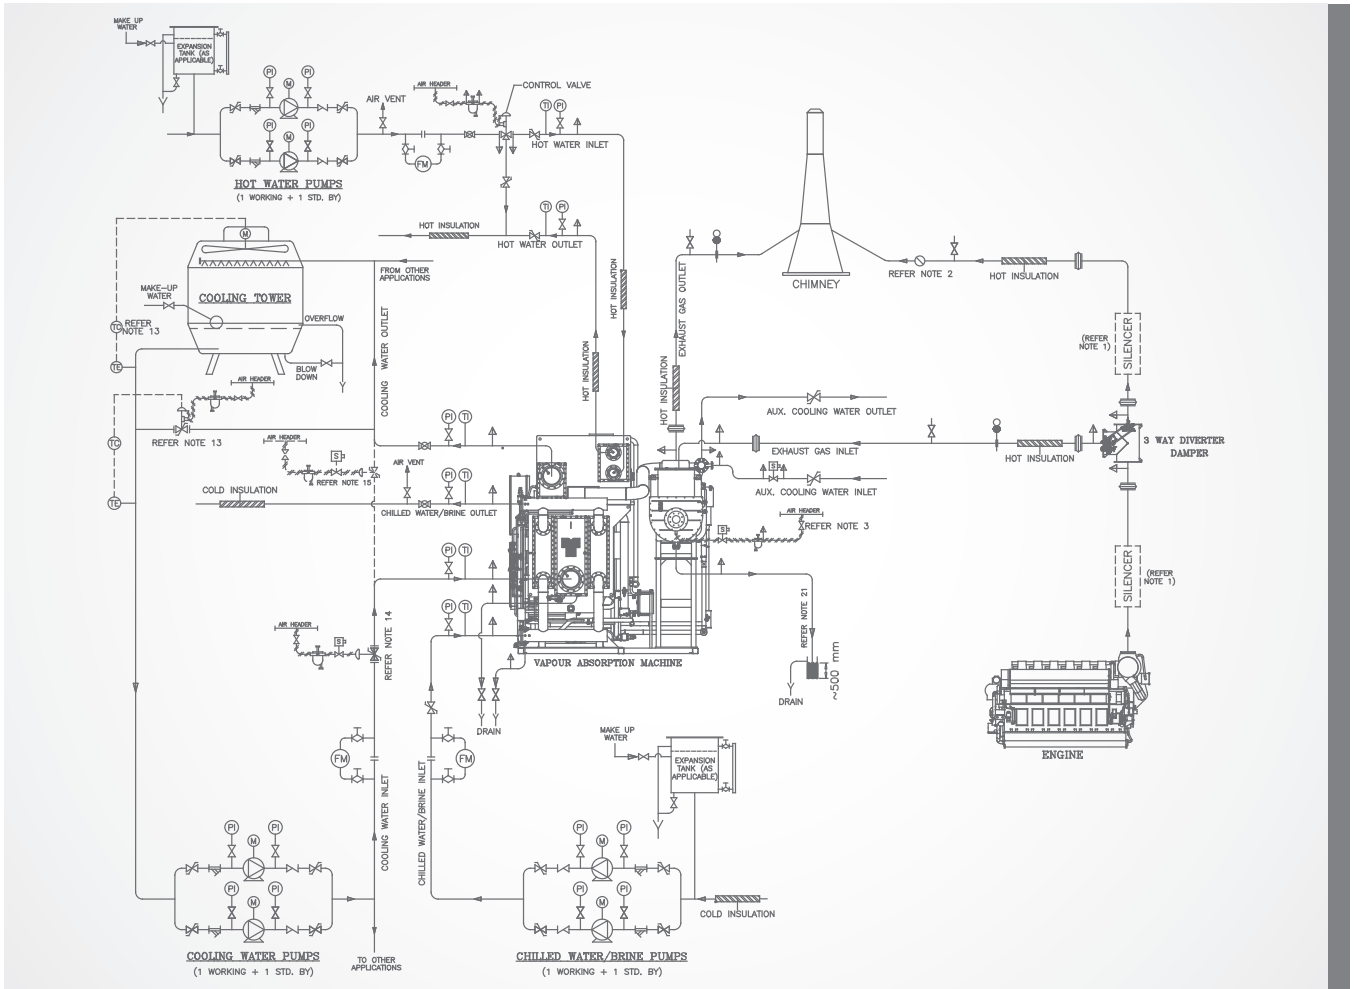 MAKE UP
WATER
EXPANSION
TANK (AS
APPLICABLE)
PI
M
PI
PI
M
PI
HOT WATER PUMPS
(1 WORKING + 1 STD. BY)
AIR VENT
FM
AIR HEADER
CONTROL VALVE
TI
PI
HOT WATER INLET
TI
PI
HOT INSULATION
HOT WATER OUTLET
HOT INSULATION
HOT INSULATION
M
COOLING TOWER
MAKE-UP
WATER
OVERFLOW
BLOW
DOWN
FROM OTHER
APPLICATIONS
TC
REFER
NOTE 13
TE
COOLING WATER OUTLET
AIR HEADER
REFER NOTE 13
TC
TE
AIR HEADER
S
REFER NOTE 15
COLD INSULATION
AIR VENT
PI
TI
PI
TI
CHILLED WATER/BRINE OUTLET
PI
TI
PI
TI
AIR HEADER
S
REFER NOTE 14
FM
FM
COOLING WATER INLET
CHILLED WATER/BRINE INLET
DRAIN
VAPOUR ABSORPTION MACHINE
CHIMNEY
EXHAUST GAS OUTLET
HOT INSULATION
REFER NOTE 2
HOT INSULATION
(REFER
NOTE 1)
SILENCER
AUX. COOLING WATER OUTLET
EXHAUST GAS INLET
HOT INSULATION
3 WAY DIVERTER
DAMPER
S
AUX. COOLING WATER INLET
AIR HEADER
S
REFER NOTE 3
REFER NOTE 21
~500 mm
DRAIN
SILENCER
(REFER
NOTE 1)
ENGINE
MAKE UP
WATER
EXPANSION
TANK (AS
APPLICABLE)
COLD INSULATION
PI
M
PI
PI
M
PI
COOLING WATER PUMPS
(1 WORKING + 1 STD. BY)
TO OTHER
APPLICATIONS
PI
M
PI
PI
M
PI
CHILLED WATER/BRINE PUMPS
(1 WORKING + 1 STD. BY)